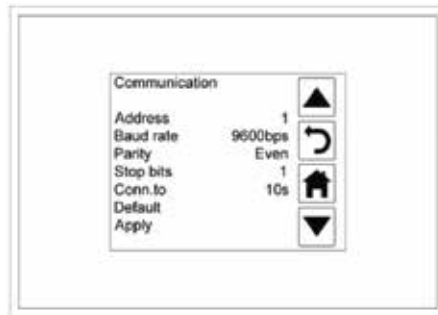 Communication
Address 1
Baud rate 9600bps
Parity Even
Stop bits 1
Conn.to 10s
Default
Apply